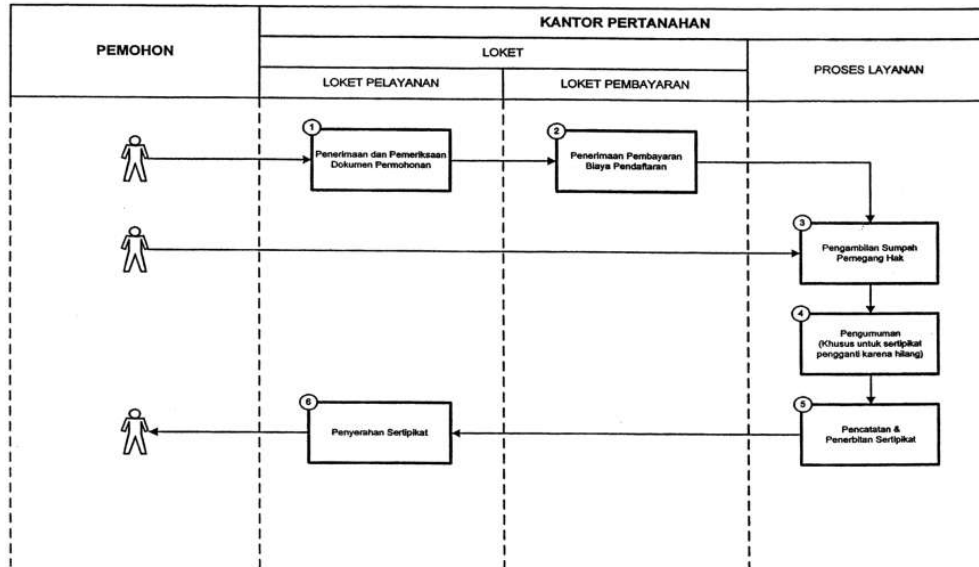 PEMOHON
KANTOR PERTANAHAN
LOKET
LOKET PELAYANAN
LOKET PEMBAYARAN
PROSES LAYANAN
1
Penerimaan dan Pemeriksaan
Dokumen Permohonan
2
Penerimaan Pembayaran
Biaya Pendaftaran
3
Pengambilan Sumpah
Pemegang Hak
4
Pengumuman
(Khusus untuk sertipikat
pengganti karena hilang)
5
Pencatatan &
Penerbitan Sertipikat
6
Penyerahan Sertipikat